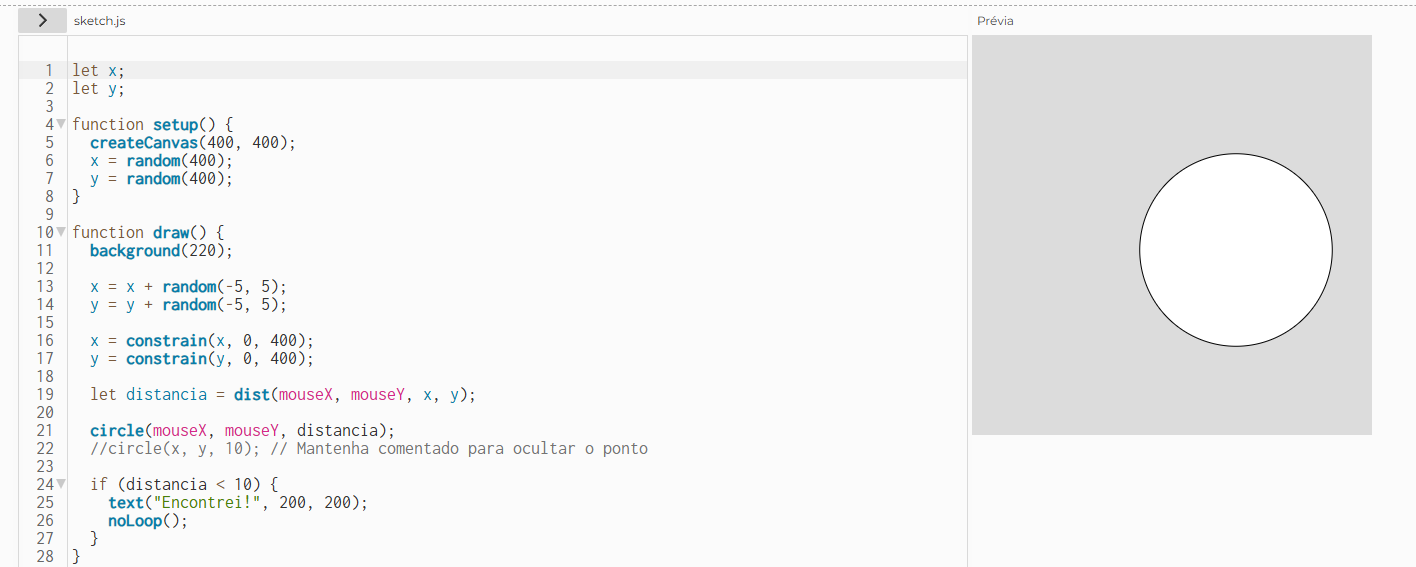 sketch.js
Prévia
1 let x;
2 let y;
3
4 function setup() {
5 createCanvas(400, 400);
6 x = random(400);
7 y = random(400);
8 }
9
10 function draw() {
11 background(220);
12
13 x = x + random(-5, 5);
14 y = y + random(-5, 5);
15
16 x = constrain(x, 0, 400);
17 y = constrain(y, 0, 400);
18
19 let distancia = dist(mouseX, mouseY, x, y);
20
21 circle(mouseX, mouseY, distancia);
22 //circle(x, y, 10); // Mantenha comentado para ocultar o ponto
23
24 if (distancia < 10) {
25 text("Encontrei!", 200, 200);
26 noLoop();
27 }
28 }